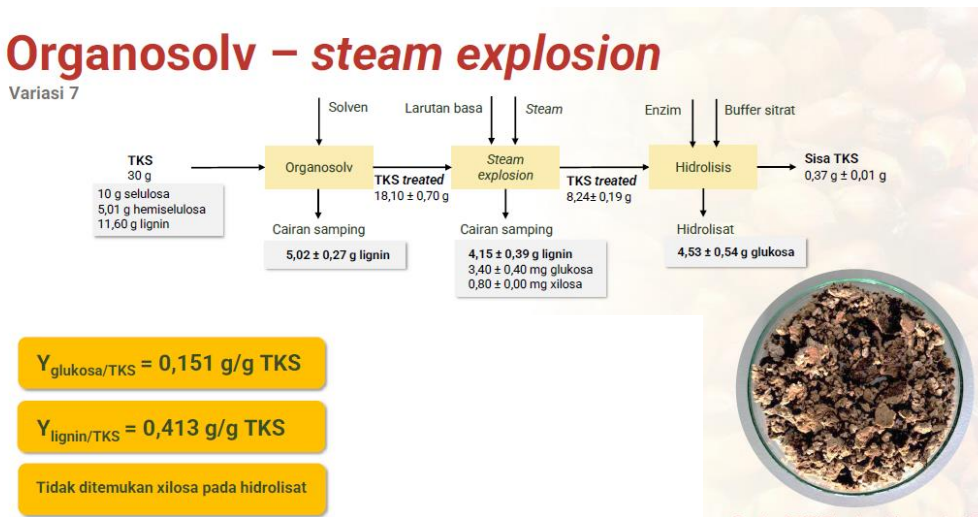 Organosolv – steam explosion
Variasi 7
Solven
Larutan basa
Steam
Enzim
Buffer sitrat
TKS
30 g
10 g selulosa
5,01 g hemiselulosa
11,60 g lignin
Organosolv
TKS treated
18,10 ± 0,70 g
Steam
explosion
TKS treated
8,24± 0,19 g
Hidrolisis
Sisa TKS
0,37 g ± 0,01 g
Cairan samping
5,02 ± 0,27 g lignin
Cairan samping
4,15 ± 0,39 g lignin
3,40 ± 0,40 mg glukosa
0,80 ± 0,00 mg xilosa
Hidrolisat
4,53 ± 0,54 g glukosa
Yglukosa/TKS = 0,151 g/g TKS
Ylignin/TKS = 0,413 g/g TKS
Tidak ditemukan xilosa pada hidrolisat